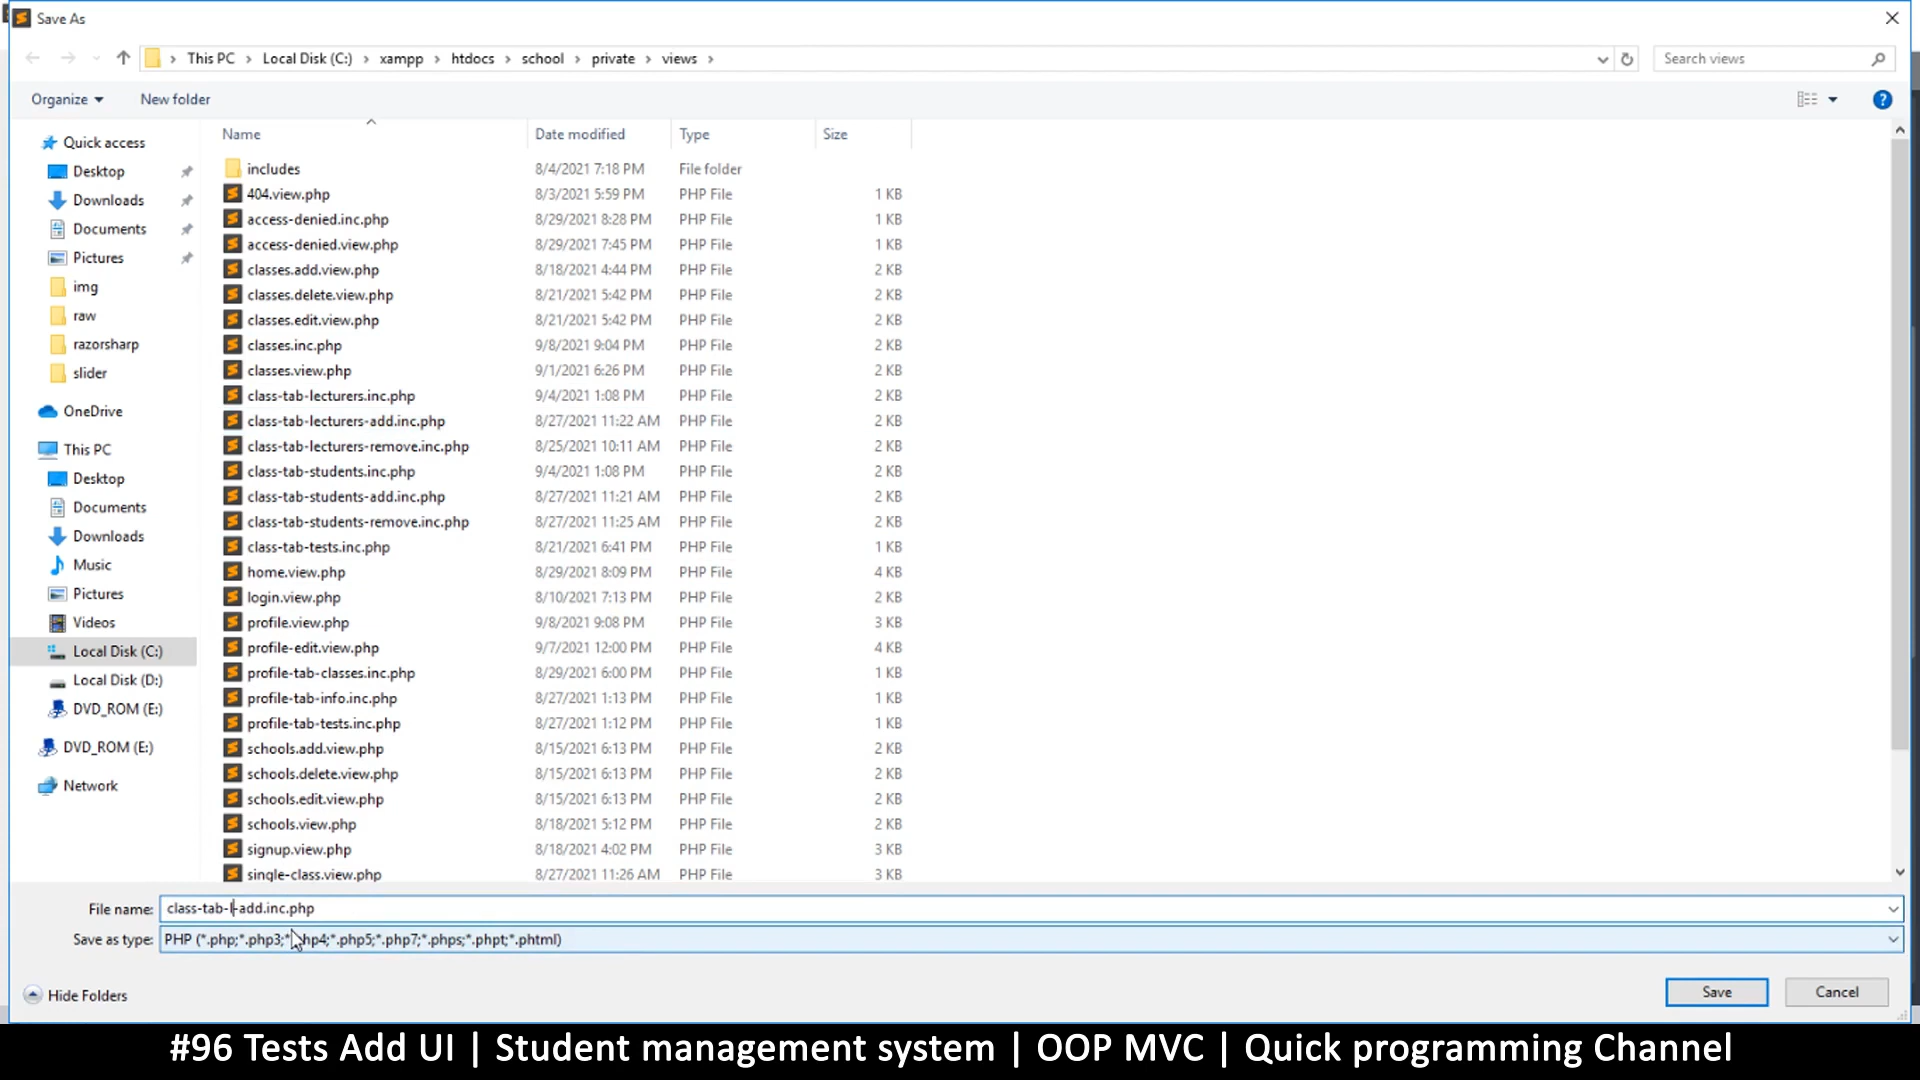 Save As
This PC > Local Disk (C:) > xampp > htdocs > school > private > views >
Search views
Organize
New folder
Name
Date modified
Type
Size
Quick access
Desktop
Downloads
Documents
Pictures
img
raw
razorsharp
slider
OneDrive
This PC
Desktop
Documents
Downloads
Music
Pictures
Videos
Local Disk (C:)
Local Disk (D:)
DVD_ROM (E:)
DVD_ROM (E:)
Network
includes 8/4/2021 7:18 PM File folder
404.view.php 8/3/2021 5:59 PM PHP File 1 KB
access-denied.inc.php 8/29/2021 8:28 PM PHP File 1 KB
access-denied.view.php 8/29/2021 7:45 PM PHP File 1 KB
classes.add.view.php 8/18/2021 4:44 PM PHP File 2 KB
classes.delete.view.php 8/21/2021 5:42 PM PHP File 2 KB
classes.edit.view.php 8/21/2021 5:42 PM PHP File 2 KB
classes.inc.php 9/8/2021 9:04 PM PHP File 2 KB
classes.view.php 9/1/2021 6:26 PM PHP File 2 KB
class-tab-lecturers.inc.php 9/4/2021 1:08 PM PHP File 2 KB
class-tab-lecturers-add.inc.php 8/27/2021 11:22 AM PHP File 2 KB
class-tab-lecturers-remove.inc.php 8/25/2021 10:11 AM PHP File 2 KB
class-tab-students.inc.php 9/4/2021 1:08 PM PHP File 2 KB
class-tab-students-add.inc.php 8/27/2021 11:21 AM PHP File 2 KB
class-tab-students-remove.inc.php 8/27/2021 11:25 AM PHP File 2 KB
class-tab-tests.inc.php 8/21/2021 6:41 PM PHP File 1 KB
home.view.php 8/29/2021 8:09 PM PHP File 4 KB
login.view.php 8/10/2021 7:13 PM PHP File 2 KB
profile.view.php 9/8/2021 9:08 PM PHP File 3 KB
profile-edit.view.php 9/7/2021 12:00 PM PHP File 4 KB
profile-tab-classes.inc.php 8/29/2021 6:00 PM PHP File 1 KB
profile-tab-info.inc.php 8/27/2021 1:13 PM PHP File 1 KB
profile-tab-tests.inc.php 8/27/2021 1:12 PM PHP File 1 KB
schools.add.view.php 8/15/2021 6:13 PM PHP File 2 KB
schools.delete.view.php 8/15/2021 6:13 PM PHP File 2 KB
schools.edit.view.php 8/15/2021 6:13 PM PHP File 2 KB
schools.view.php 8/18/2021 5:12 PM PHP File 2 KB
signup.view.php 8/18/2021 4:02 PM PHP File 3 KB
single-class.view.php 8/27/2021 11:26 AM PHP File 3 KB
File name: class-tab-l-add.inc.php
Save as type: PHP (*.php;*.php3;*.php4;*.php5;*.php7;*.phps;*.phpt;*.phtml)
Hide Folders
Save
Cancel
#96 Tests Add UI | Student management system | OOP MVC | Quick programming Channel